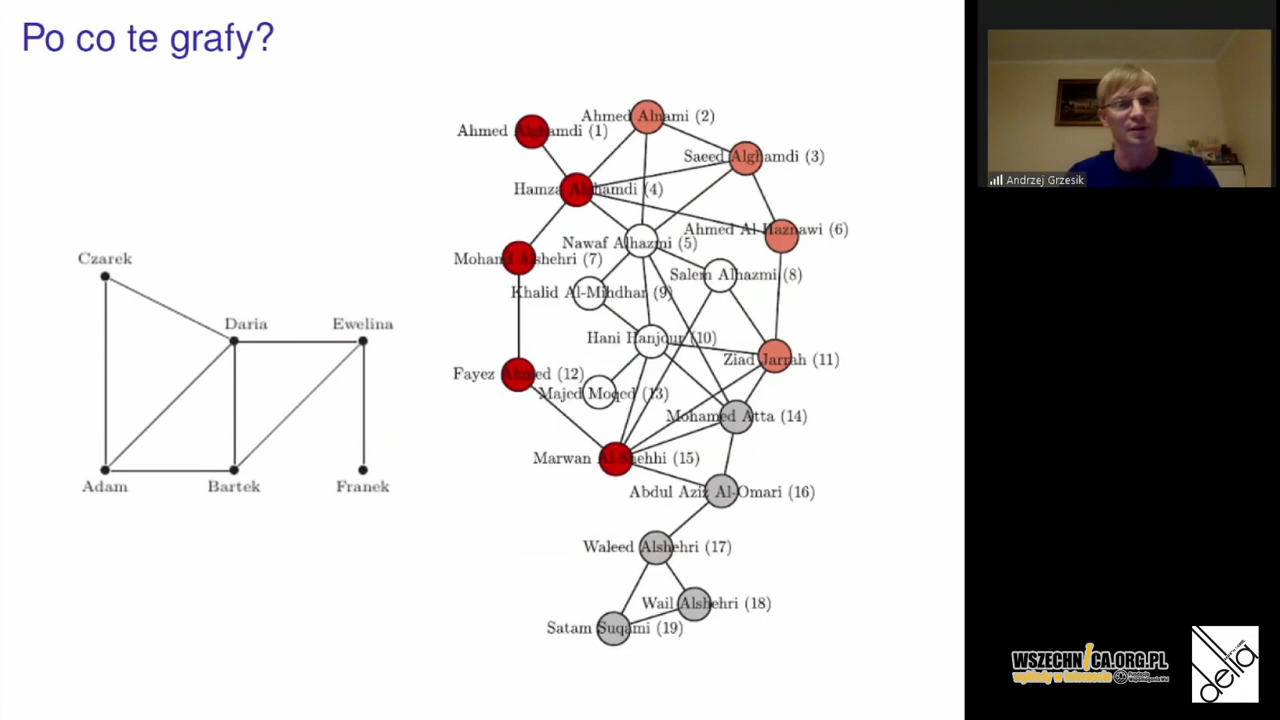 Po co te grafy?
Andrzej Grzesik
Czarek
Daria
Ewelina
Adam
Bartek
Franek
Ahmed Alghamdi (1)
Ahmed Alnami (2)
Saeed Alghamdi (3)
Hamza Alghamdi (4)
Nawaf Alhazmi (5)
Ahmed Al-Haznawi (6)
Mohand Alshehri (7)
Salem Alhazmi (8)
Khalid Al-Mihdhar (9)
Hani Hanjour (10)
Ziad Jarrah (11)
Fayez Ahmed (12)
Majed Moqed (13)
Mohamed Atta (14)
Marwan Al-Shehhi (15)
Abdul Aziz Al-Omari (16)
Waleed Alshehri (17)
Wail Alshehri (18)
Satam Suqami (19)
WSZECHNICA.ORG.PL
wykłady w internecie
delta